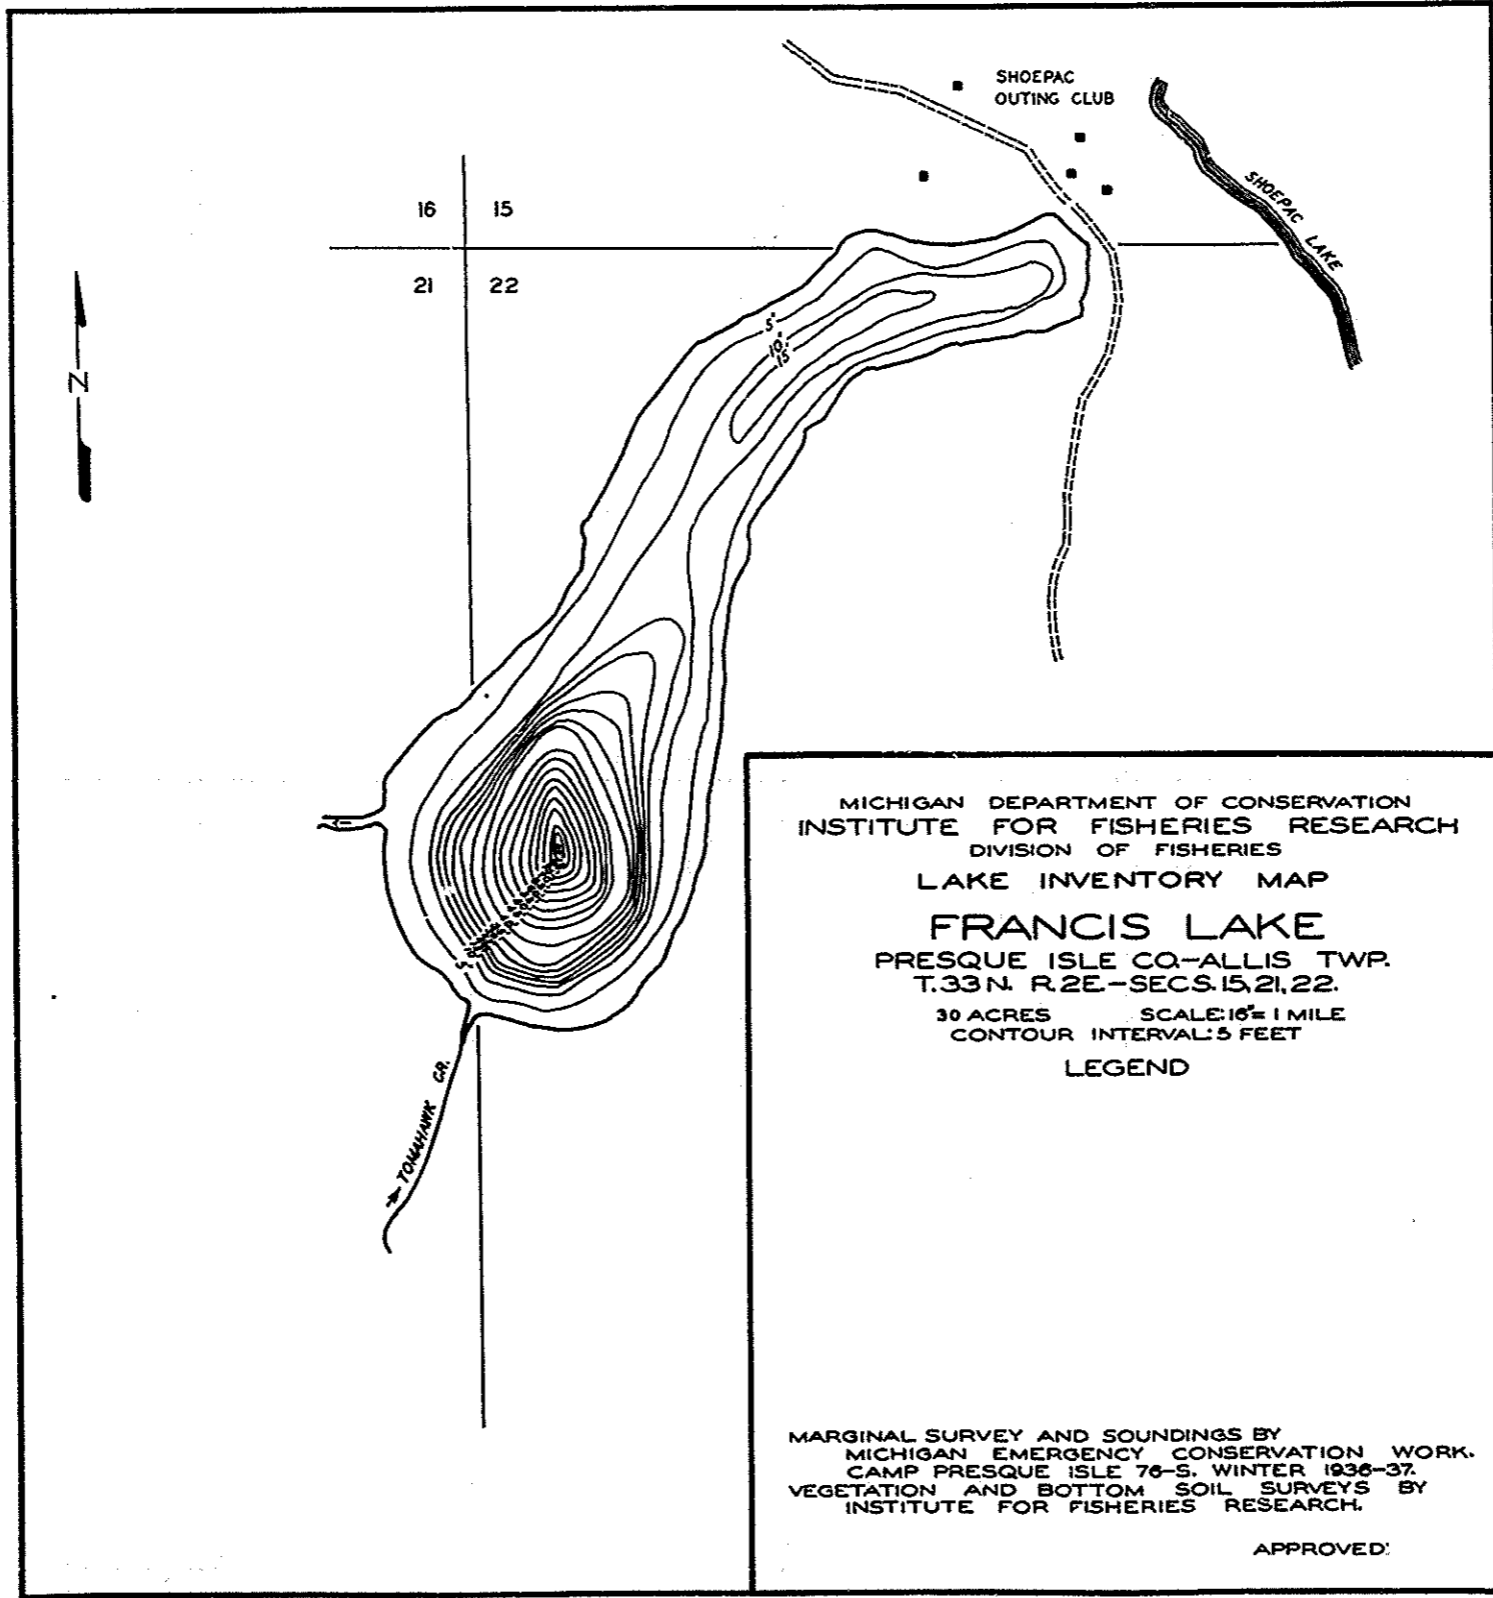 SHOEPAC
OUTING CLUB
SHOEPAC LAKE
16 15
21 22
N
5'
10'
15'
5
TOMAHAWK CR.
MICHIGAN DEPARTMENT OF CONSERVATION
INSTITUTE FOR FISHERIES RESEARCH
DIVISION OF FISHERIES
LAKE INVENTORY MAP
FRANCIS LAKE
PRESQUE ISLE CO.-ALLIS TWP.
T.33N. R.2E.-SECS.15,21,22.
30 ACRES SCALE:16"=1 MILE
CONTOUR INTERVAL:5 FEET
LEGEND
MARGINAL SURVEY AND SOUNDINGS BY
MICHIGAN EMERGENCY CONSERVATION WORK.
CAMP PRESQUE ISLE 76-S. WINTER 1936-37.
VEGETATION AND BOTTOM SOIL SURVEYS BY
INSTITUTE FOR FISHERIES RESEARCH.
APPROVED: